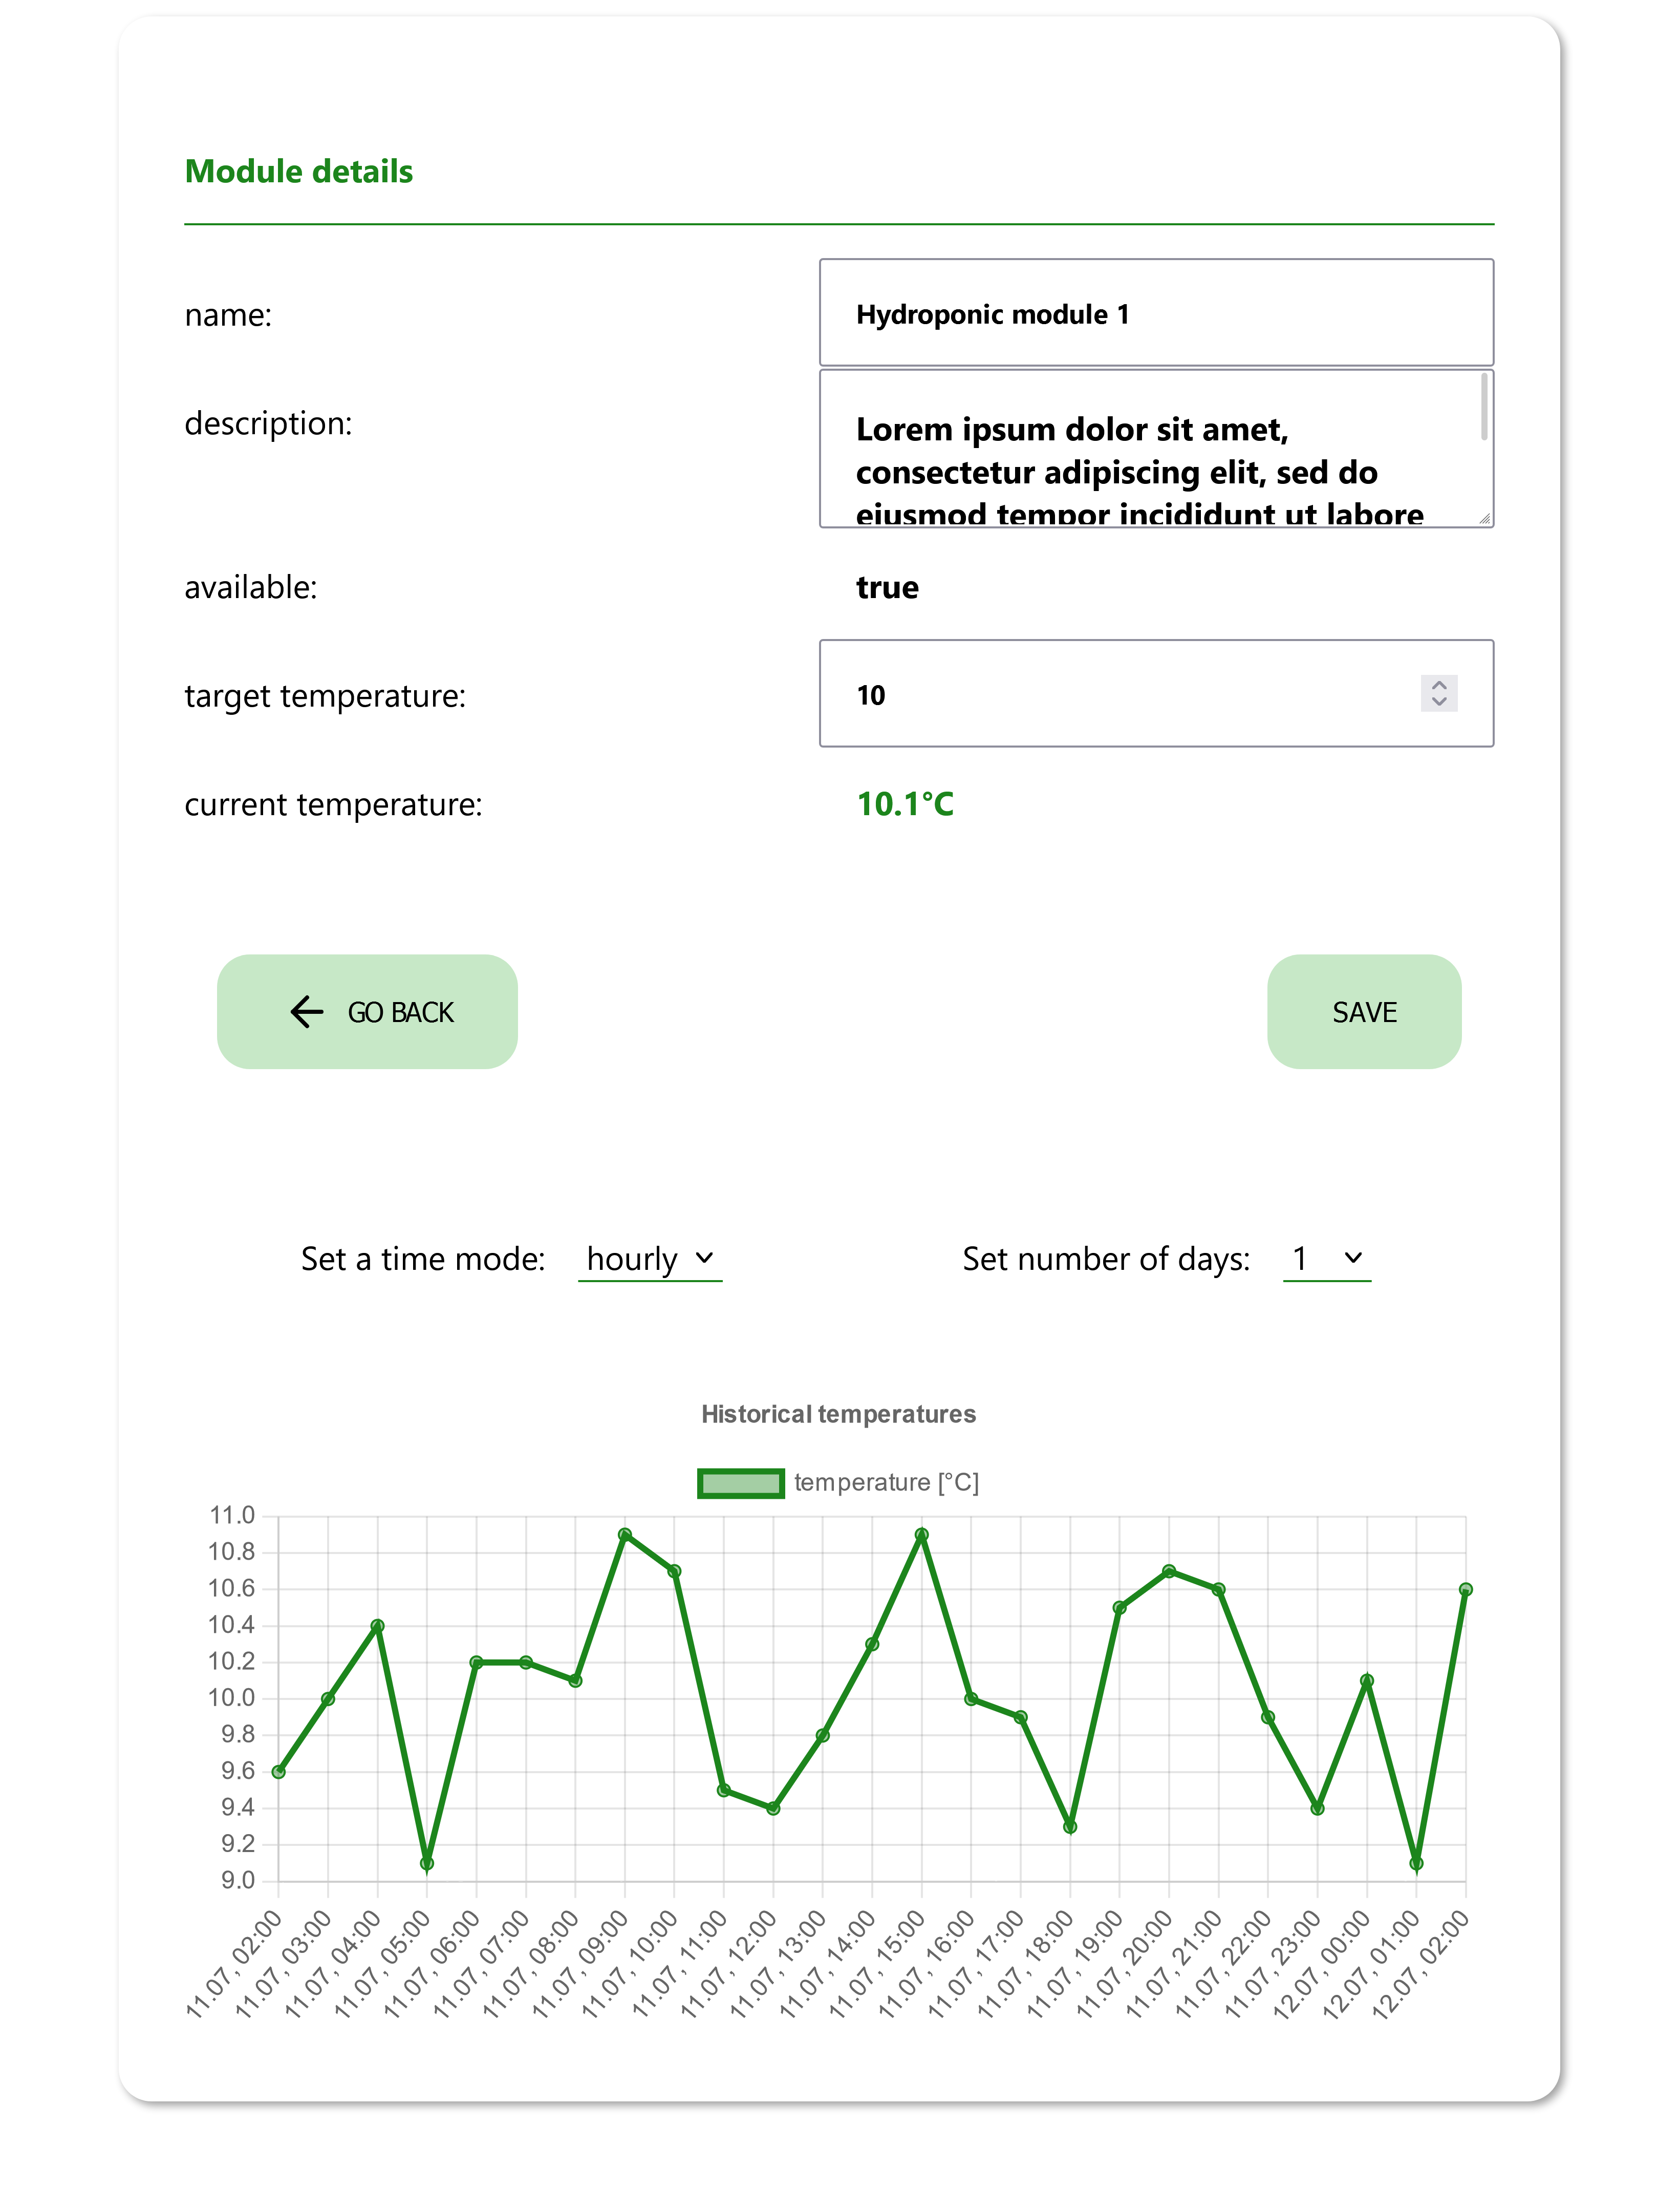 Module details
name:
Hydroponic module 1
description:
Lorem ipsum dolor sit amet,
consectetur adipiscing elit, sed do
eiusmod tempor incididunt ut labore
available:
true
target temperature:
10
current temperature:
10.1°C
GO BACK
SAVE
Set a time mode: hourly
Set number of days: 1
Historical temperatures
temperature [°C]
11.0
10.8
10.6
10.4
10.2
10.0
9.8
9.6
9.4
9.2
9.0
11.07, 02:00
11.07, 03:00
11.07, 04:00
11.07, 05:00
11.07, 06:00
11.07, 07:00
11.07, 08:00
11.07, 09:00
11.07, 10:00
11.07, 11:00
11.07, 12:00
11.07, 13:00
11.07, 14:00
11.07, 15:00
11.07, 16:00
11.07, 17:00
11.07, 18:00
11.07, 19:00
11.07, 20:00
11.07, 21:00
11.07, 22:00
11.07, 23:00
12.07, 00:00
12.07, 01:00
12.07, 02:00